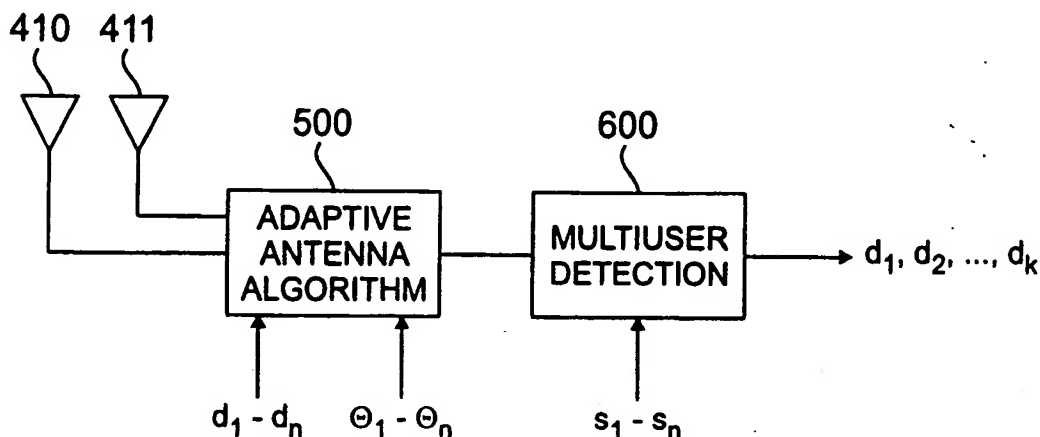 410 411
500
600
ADAPTIVE
ANTENNA
ALGORITHM
MULTIUSER
DETECTION
d₁, d₂, ..., dₖ
d₁ - dₙ
Θ₁ - Θₙ
s₁ - sₙ